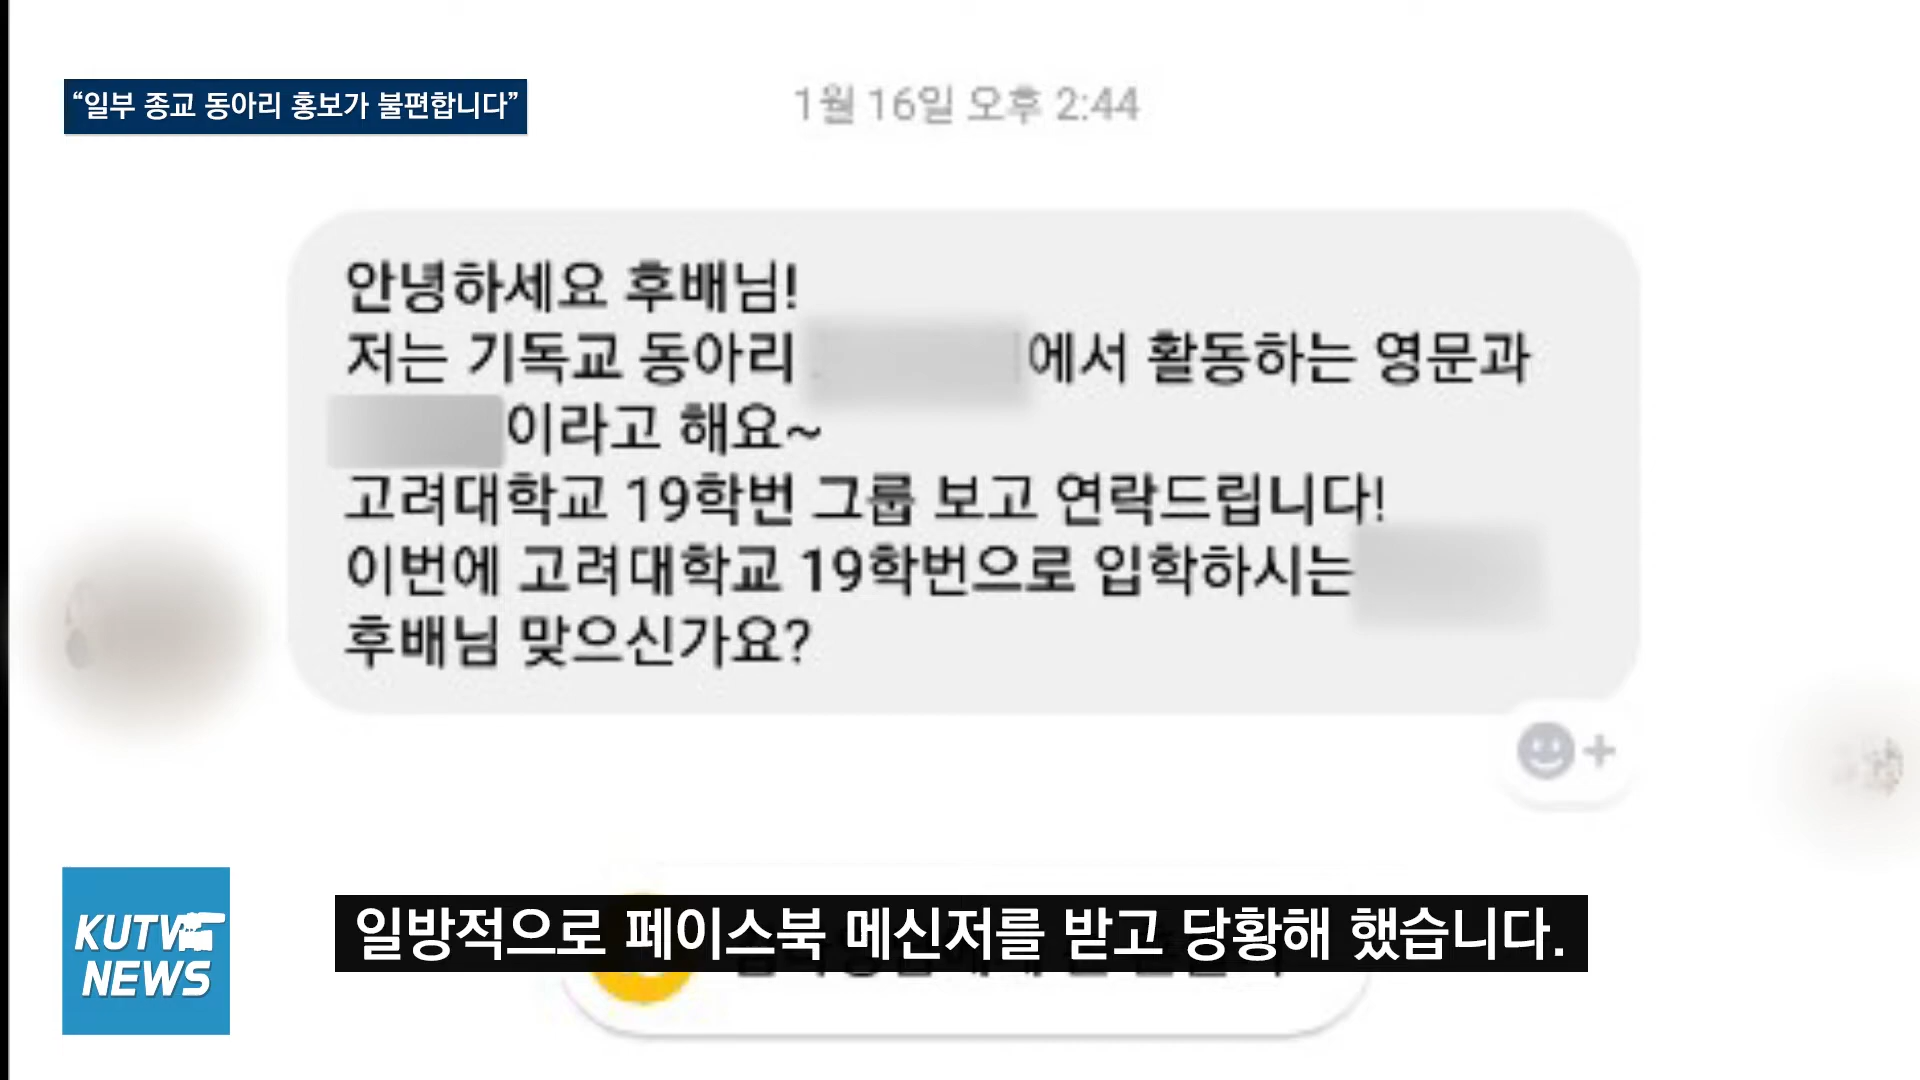 “일부 종교 동아리 홍보가 불편합니다”
1월 16일 오후 2:44
안녕하세요 후배님!
저는 기독교 동아리 에서 활동하는 영문과
이라고 해요~
고려대학교 19학번 그룹 보고 연락드립니다!
이번에 고려대학교 19학번으로 입학하시는
후배님 맞으신가요?
일방적으로 페이스북 메신저를 받고 당황해 했습니다.
KUTV
NEWS